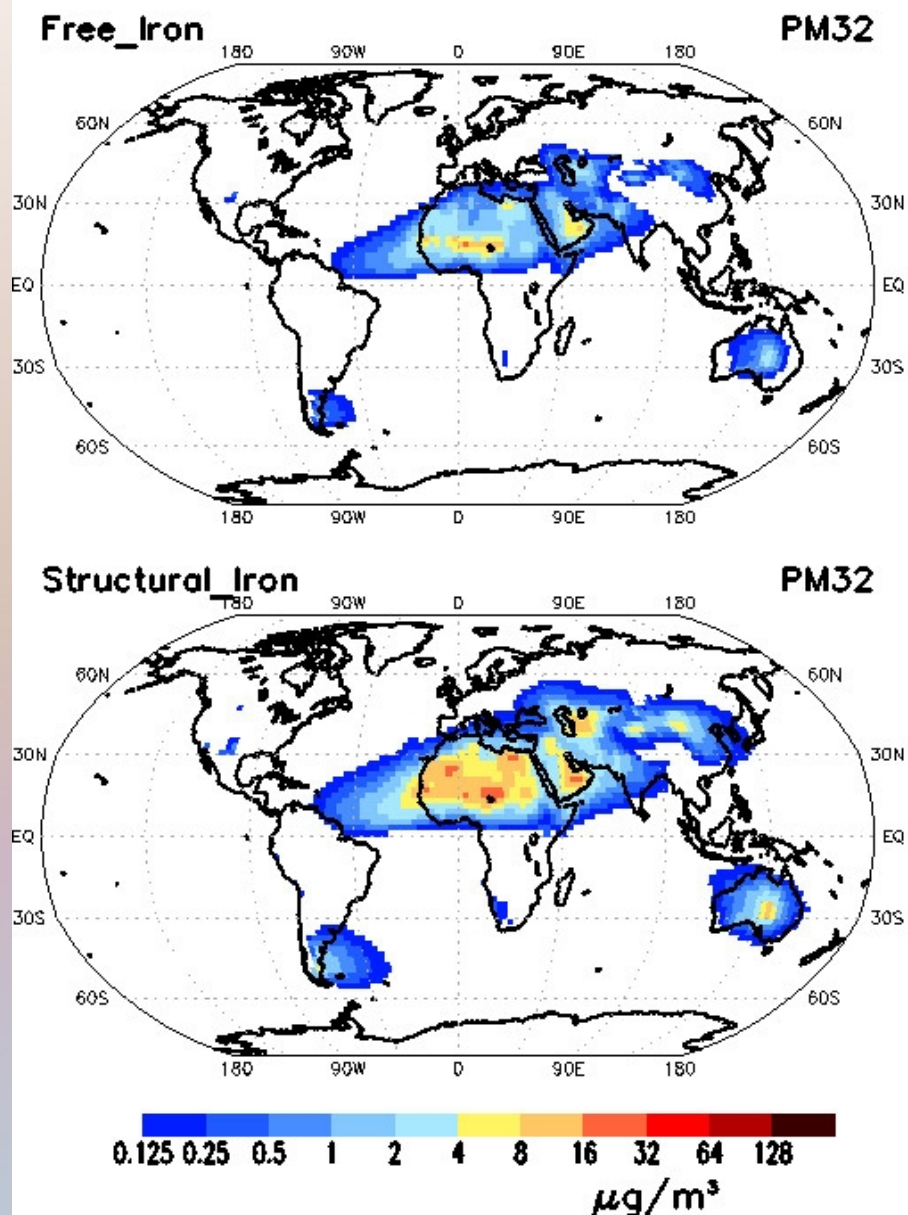 Free_Iron PM32
180 90W 0 90E 180
60N 60N
30N 30N
EQ EQ
30S 30S
60S 60S
180 90W 0 90E 180
Structural_Iron PM32
180 90W 0 90E 180
60N 60N
30N 30N
EQ EQ
30S 30S
60S 60S
180 90W 0 90E 180
0.125 0.25 0.5 1 2 4 8 16 32 64 128
μg/m³